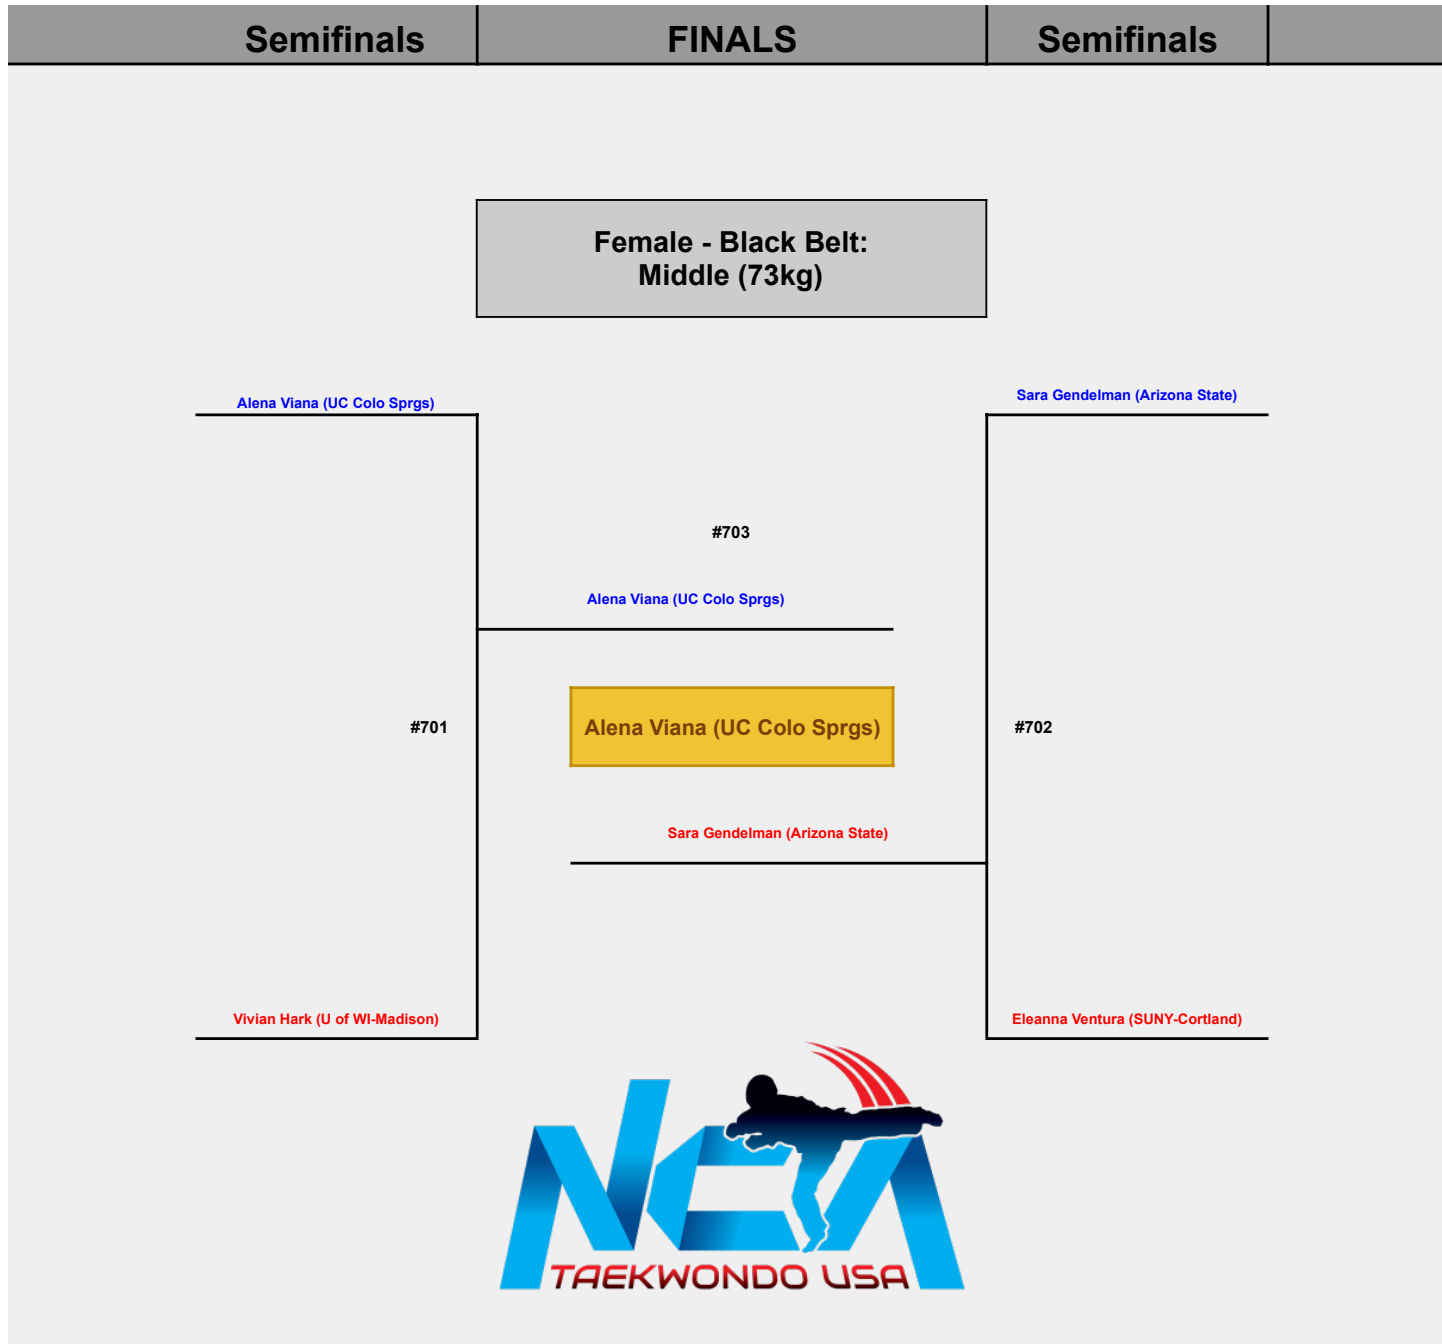 Semifinals
FINALS
Semifinals
Female - Black Belt:
Middle (73kg)
Alena Viana (UC Colo Sprgs)
Sara Gendelman (Arizona State)
#703
Alena Viana (UC Colo Sprgs)
#701
Alena Viana (UC Colo Sprgs)
#702
Sara Gendelman (Arizona State)
Vivian Hark (U of WI-Madison)
Eleanna Ventura (SUNY-Cortland)
NCTA
TAEKWONDO USA